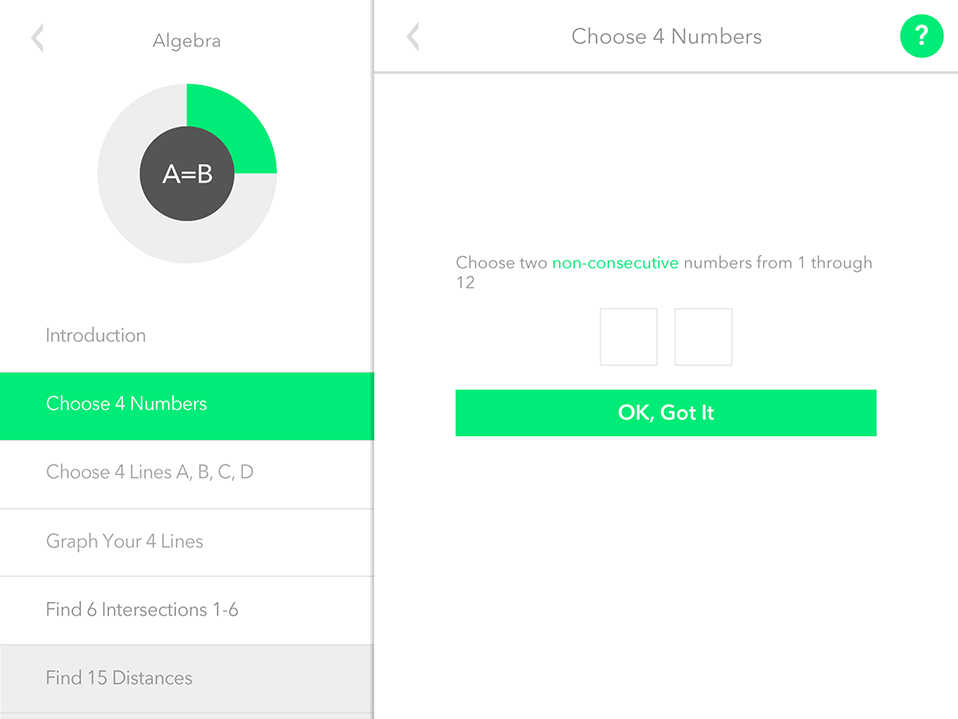 Algebra
A=B
Introduction
Choose 4 Numbers
Choose 4 Lines A, B, C, D
Graph Your 4 Lines
Find 6 Intersections 1-6
Find 15 Distances
Choose 4 Numbers
?
Choose two non-consecutive numbers from 1 through
12
OK, Got It